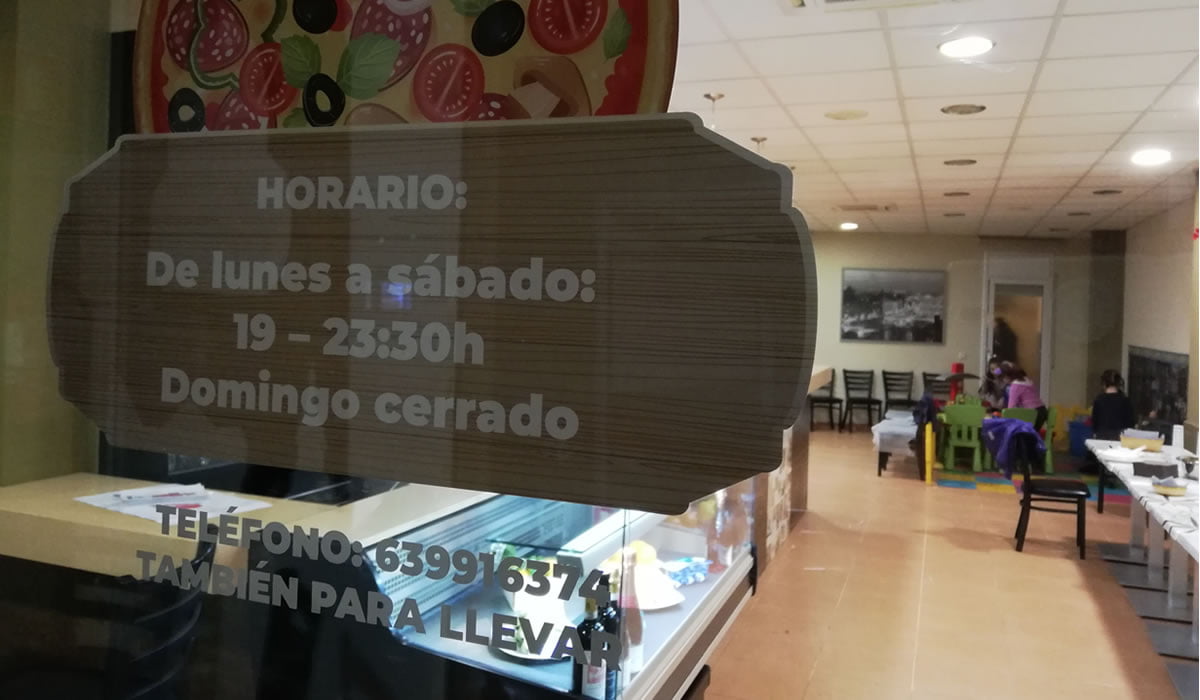 HORARIO:
De lunes a sábado:
19 – 23:30h
Domingo cerrado
TELÉFONO: 639916374
TAMBIÉN PARA LLEVAR